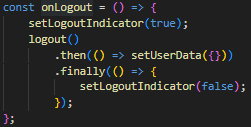 const onLogout = () => {
    setLogoutIndicator(true);
    logout()
        .then(() => setUserData({}))
        .finally(() => {
            setLogoutIndicator(false);
        });
};